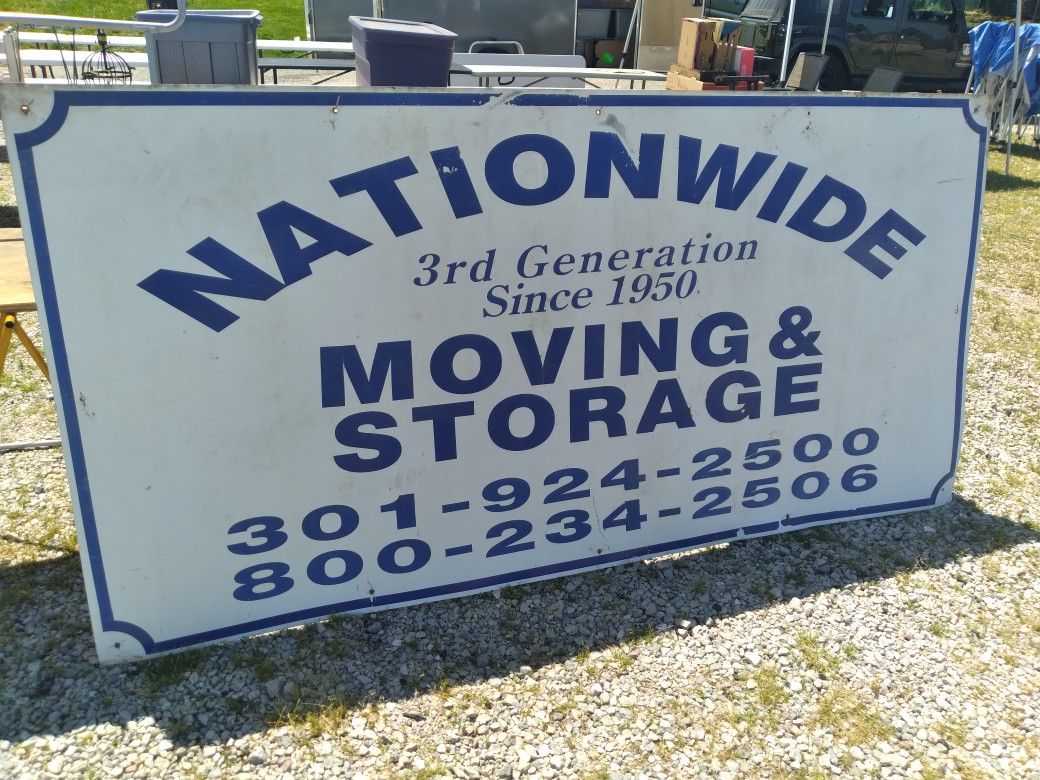 NATIONWIDE
3rd Generation
Since 1950
MOVING &
STORAGE
301-924-2500
800-234-2506